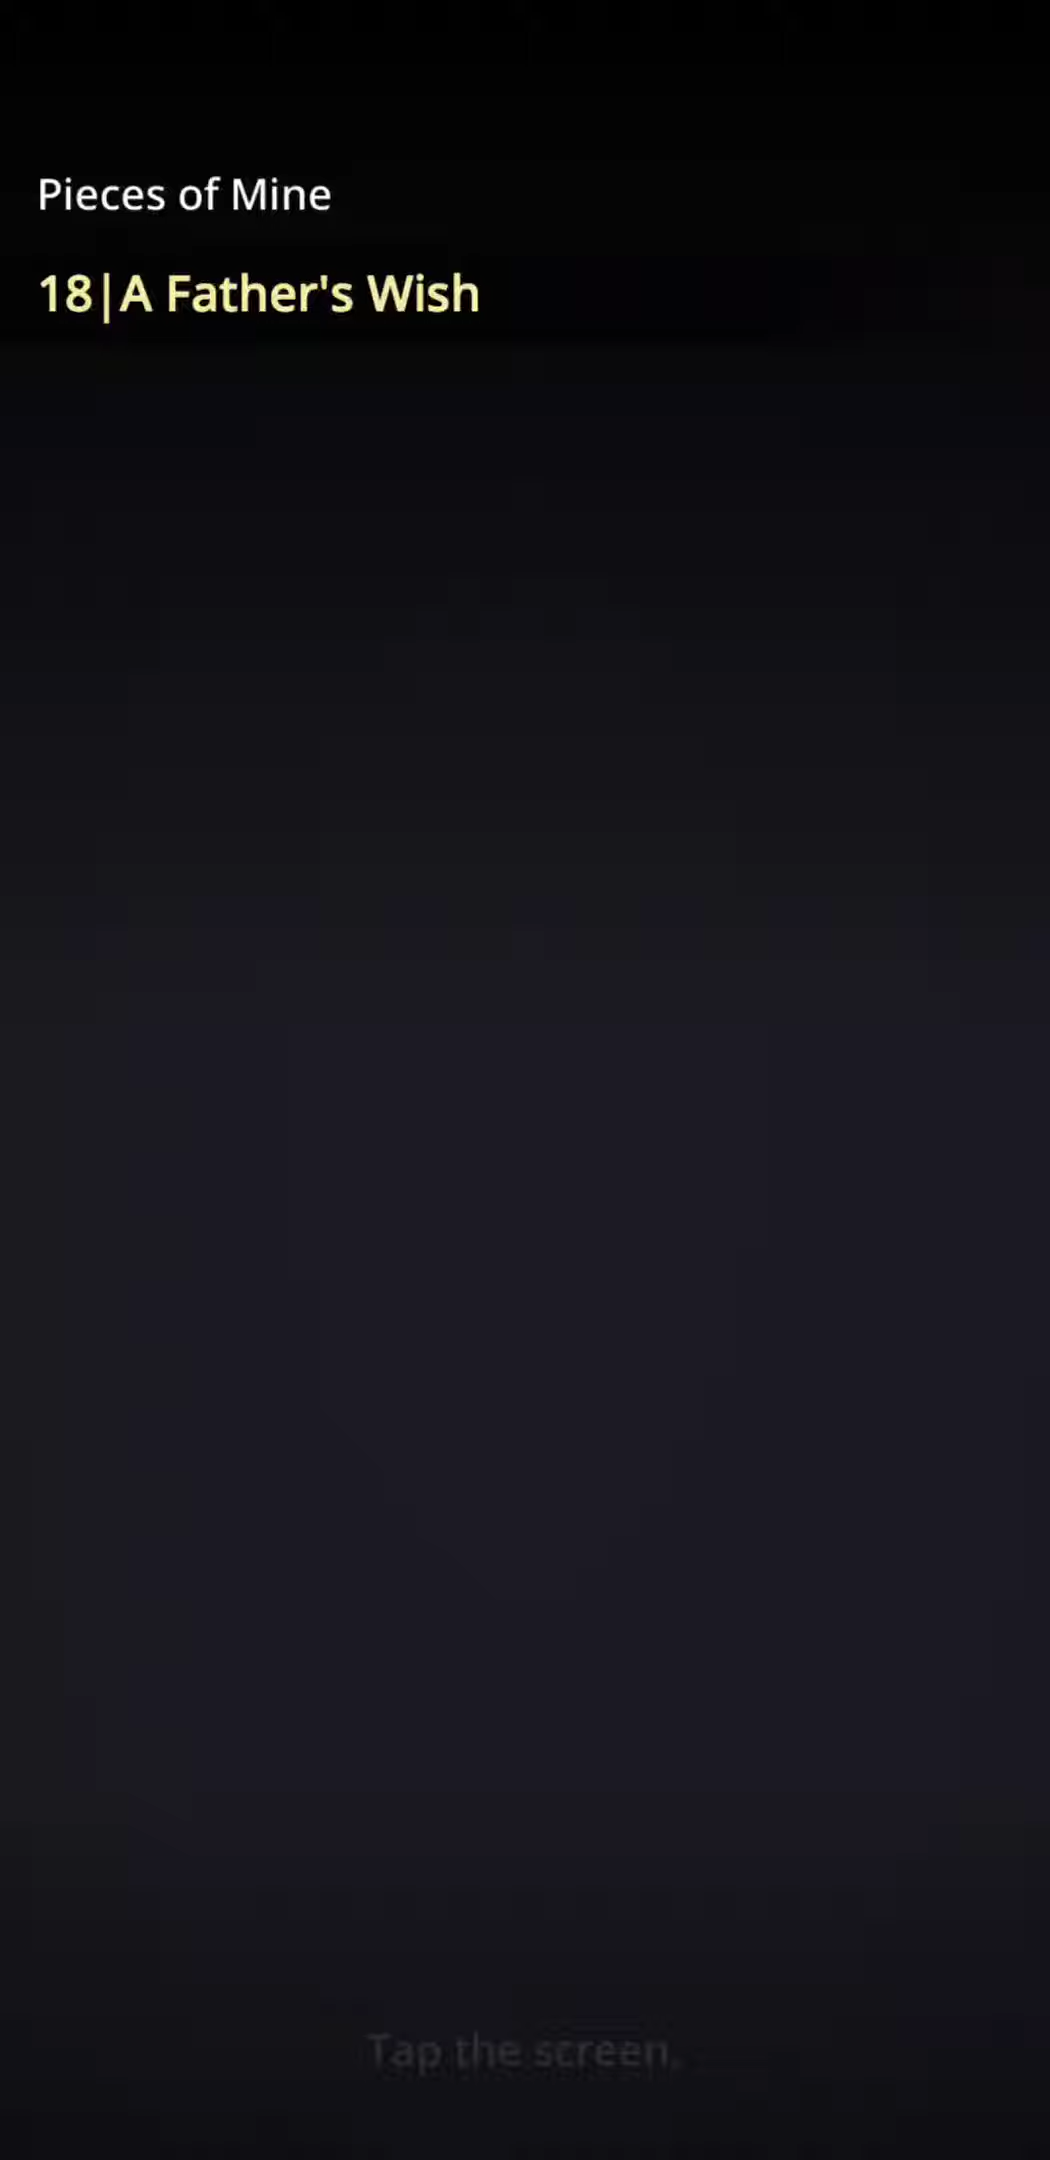 Pieces of Mine
18|A Father's Wish
Tap the screen.